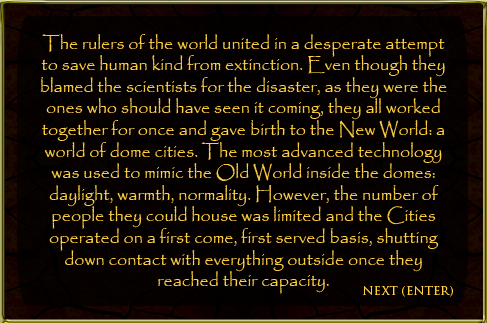 The rulers of the world united in a desperate attempt
to save human kind from extinction. Even though they
blamed the scientists for the disaster, as they were the
ones who should have seen it coming, they all worked
together for once and gave birth to the New World: a
world of dome cities. The most advanced technology
was used to mimic the Old World inside the domes:
daylight, warmth, normality. However, the number of
people they could house was limited and the Cities
operated on a first come, first served basis, shutting
down contact with everything outside once they
reached their capacity.
NEXT (ENTER)